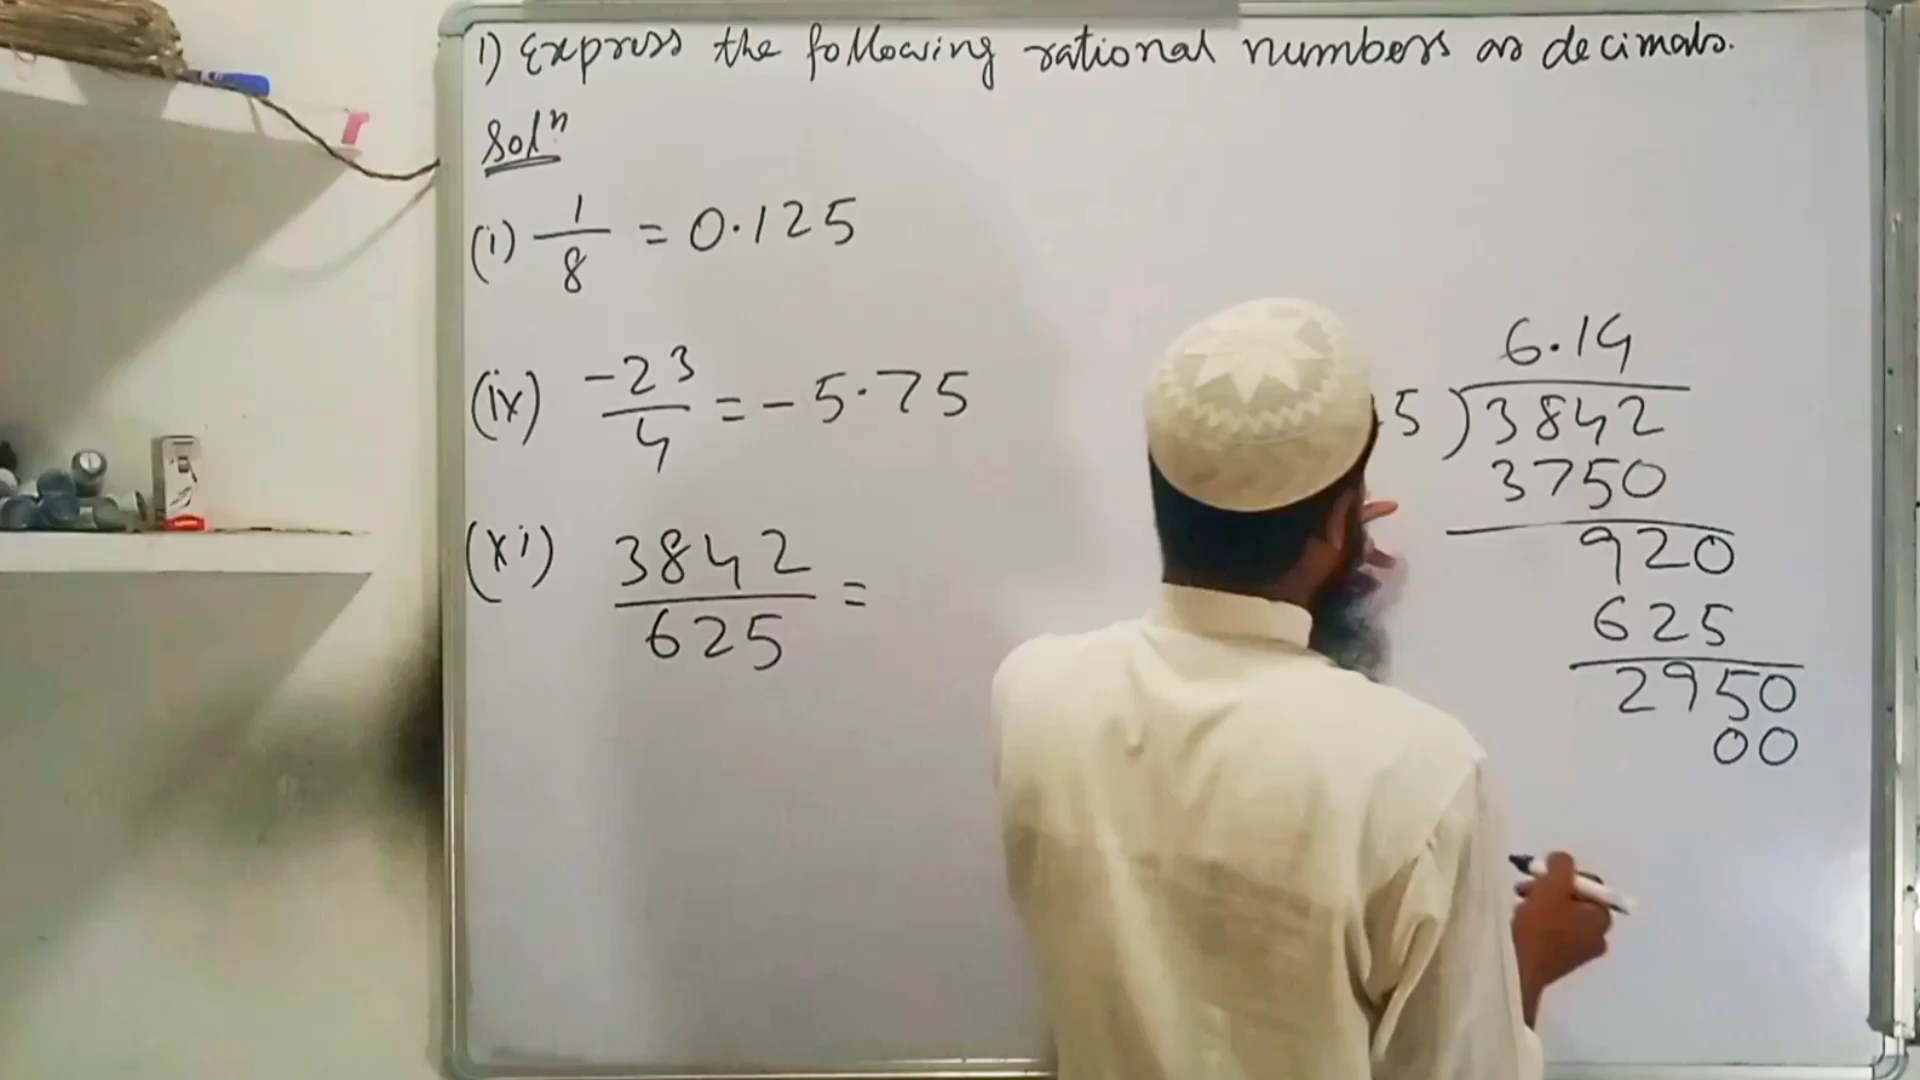 1) Express the following rational numbers as decimals.
Solⁿ
(i) 1/8 = 0.125
(ix) -23/4 = -5.75
(xi) 3842/625 =
6.14
5 ) 3842
3750
920
625
2950
00